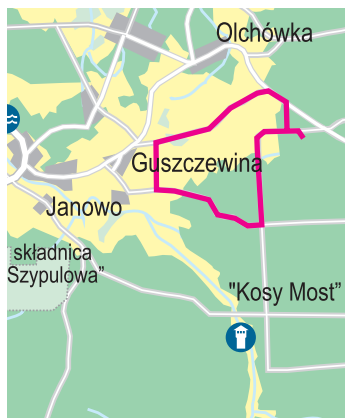 Olchówka
Guszczewina
Janowo
składnica
Szypulowa”
"Kosy Most”